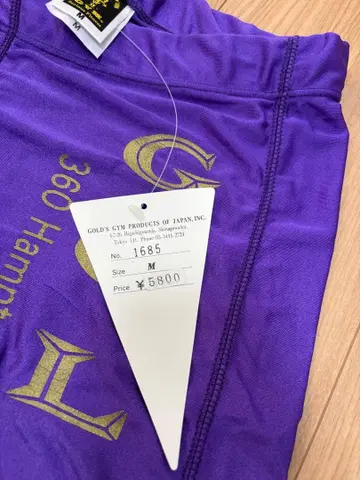 M
M
G
O
L
360 Hamp
GOLD'S GYM PRODUCTS OF JAPAN, INC.
No. 1685
Size M
Price ¥5800